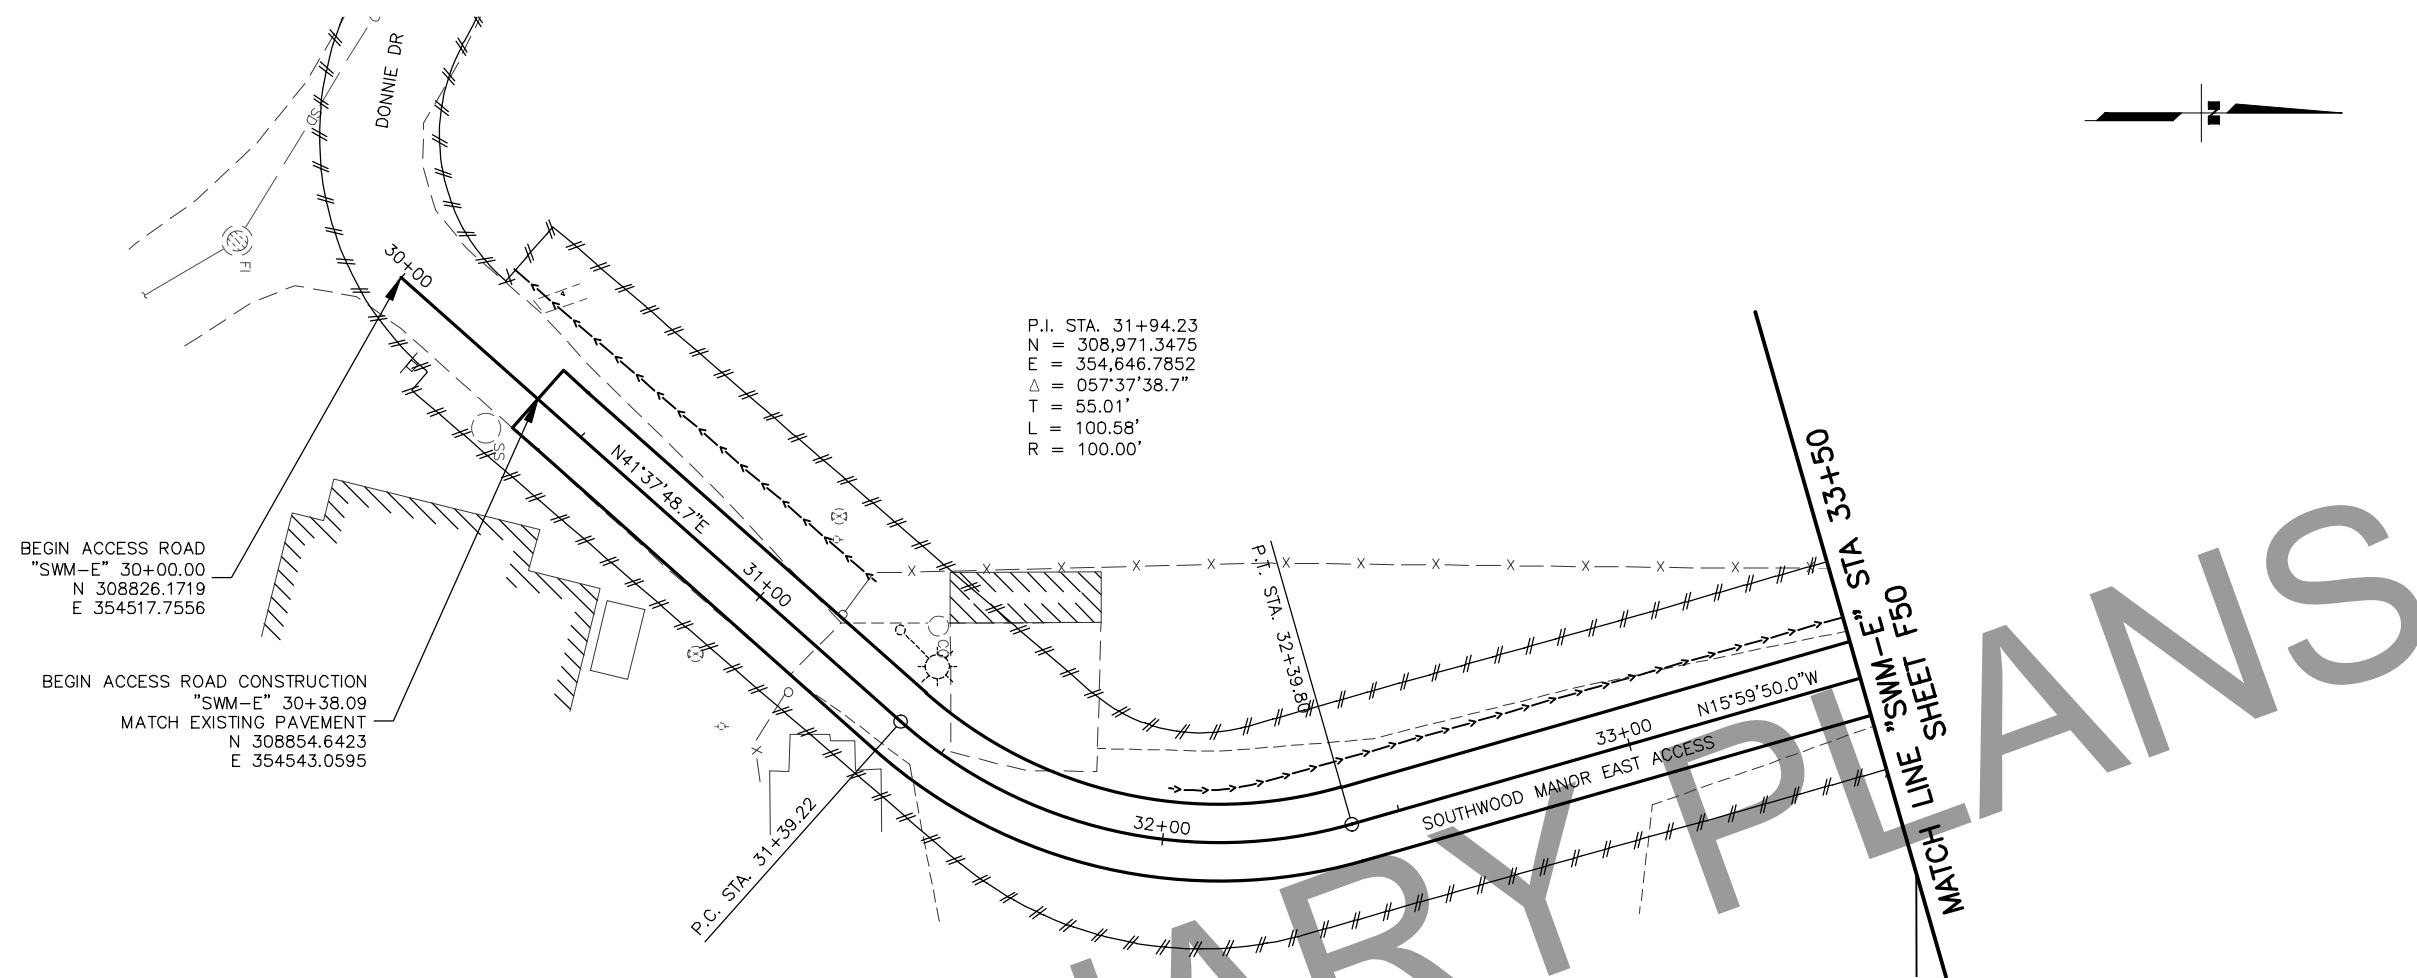 DONNIE DR
N
SD
FI
30+00
P.I. STA. 31+94.23
N = 308,971.3475
E = 354,646.7852
Δ = 057°37'38.7"
T = 55.01'
L = 100.58'
R = 100.00'
SS
N41°37'48.7"E
BEGIN ACCESS ROAD
"SWM-E" 30+00.00
N 308826.1719
E 354517.7556
31+00
P.T. STA. 32+39.80
MATCH LINE "SWM-E" STA 33+50
SHEET F50
CO
BEGIN ACCESS ROAD CONSTRUCTION
"SWM-E" 30+38.09
MATCH EXISTING PAVEMENT
N 308854.6423
E 354543.0595
N15°59'50.0"W
33+00
SOUTHWOOD MANOR EAST ACCESS
32+00
P.C. STA. 31+39.22
ARY PLANS